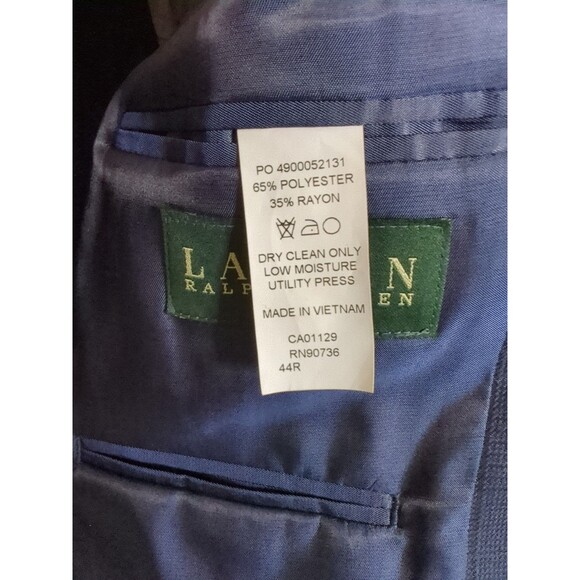 PO 4900052131
65% POLYESTER
35% RAYON
DRY CLEAN ONLY
LOW MOISTURE
UTILITY PRESS
MADE IN VIETNAM
CA01129
RN90736
44R
LA N
RALP EN